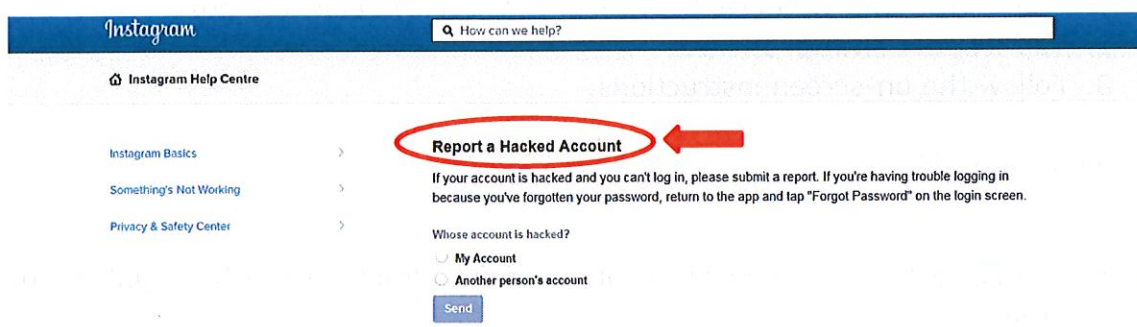 Instagram
How can we help?
Instagram Help Centre
Instagram Basics
Something's Not Working
Privacy & Safety Center
Report a Hacked Account
If your account is hacked and you can't log in, please submit a report. If you're having trouble logging in
because you've forgotten your password, return to the app and tap "Forgot Password" on the login screen.
Whose account is hacked?
My Account
Another person's account
Send